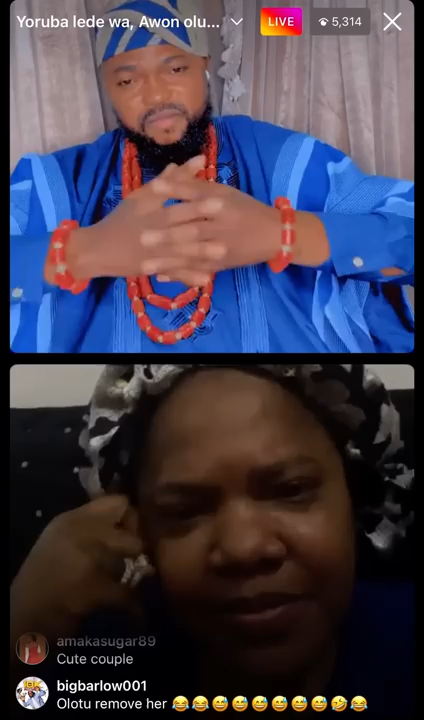 Yoruba lede wa, Awon olu...
LIVE
5,314
amakasugar89
Cute couple
bigbarlow001
Olotu remove her 😂😂😅😅😅😅😅😅🤣😂